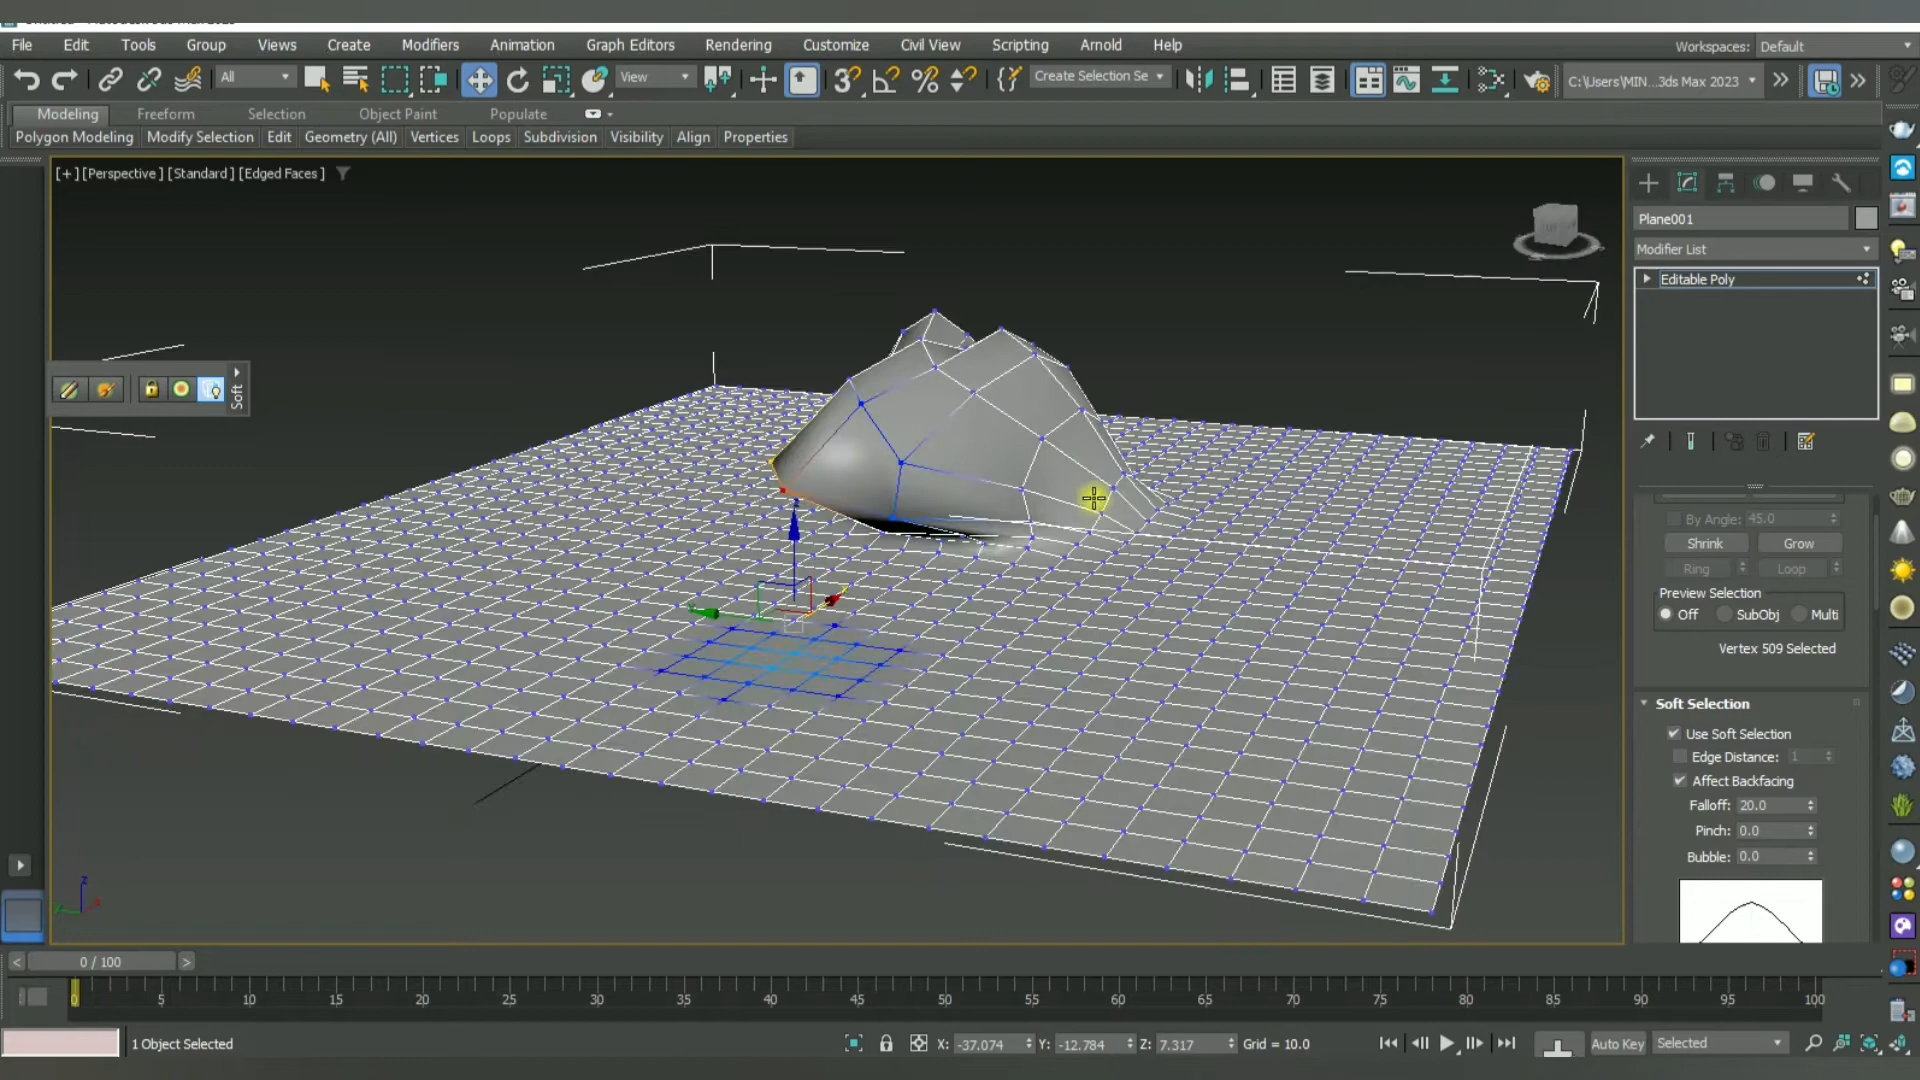 File Edit Tools Group Views Create Modifiers Animation Graph Editors Rendering Customize Civil View Scripting Arnold Help
Workspaces: Default
All View Create Selection Se C:\Users\MIN...3ds Max 2023
Modeling Freeform Selection Object Paint Populate
Polygon Modeling Modify Selection Edit Geometry (All) Vertices Loops Subdivision Visibility Align Properties
[+] [Perspective] [Standard] [Edged Faces]
Plane001
Modifier List
Editable Poly
Soft
By Angle: 45.0
Shrink Grow
Ring Loop
Preview Selection
Off SubObj Multi
Vertex 509 Selected
Soft Selection
Use Soft Selection
Edge Distance: 1
Affect Backfacing
Falloff: 20.0
Pinch: 0.0
Bubble: 0.0
z
< 0 / 100 >
0 5 10 15 20 25 30 35 40 45 50 55 60 65 70 75 80 85 90 95 100
1 Object Selected X: -37.074 Y: -12.784 Z: 7.317 Grid = 10.0 Auto Key Selected